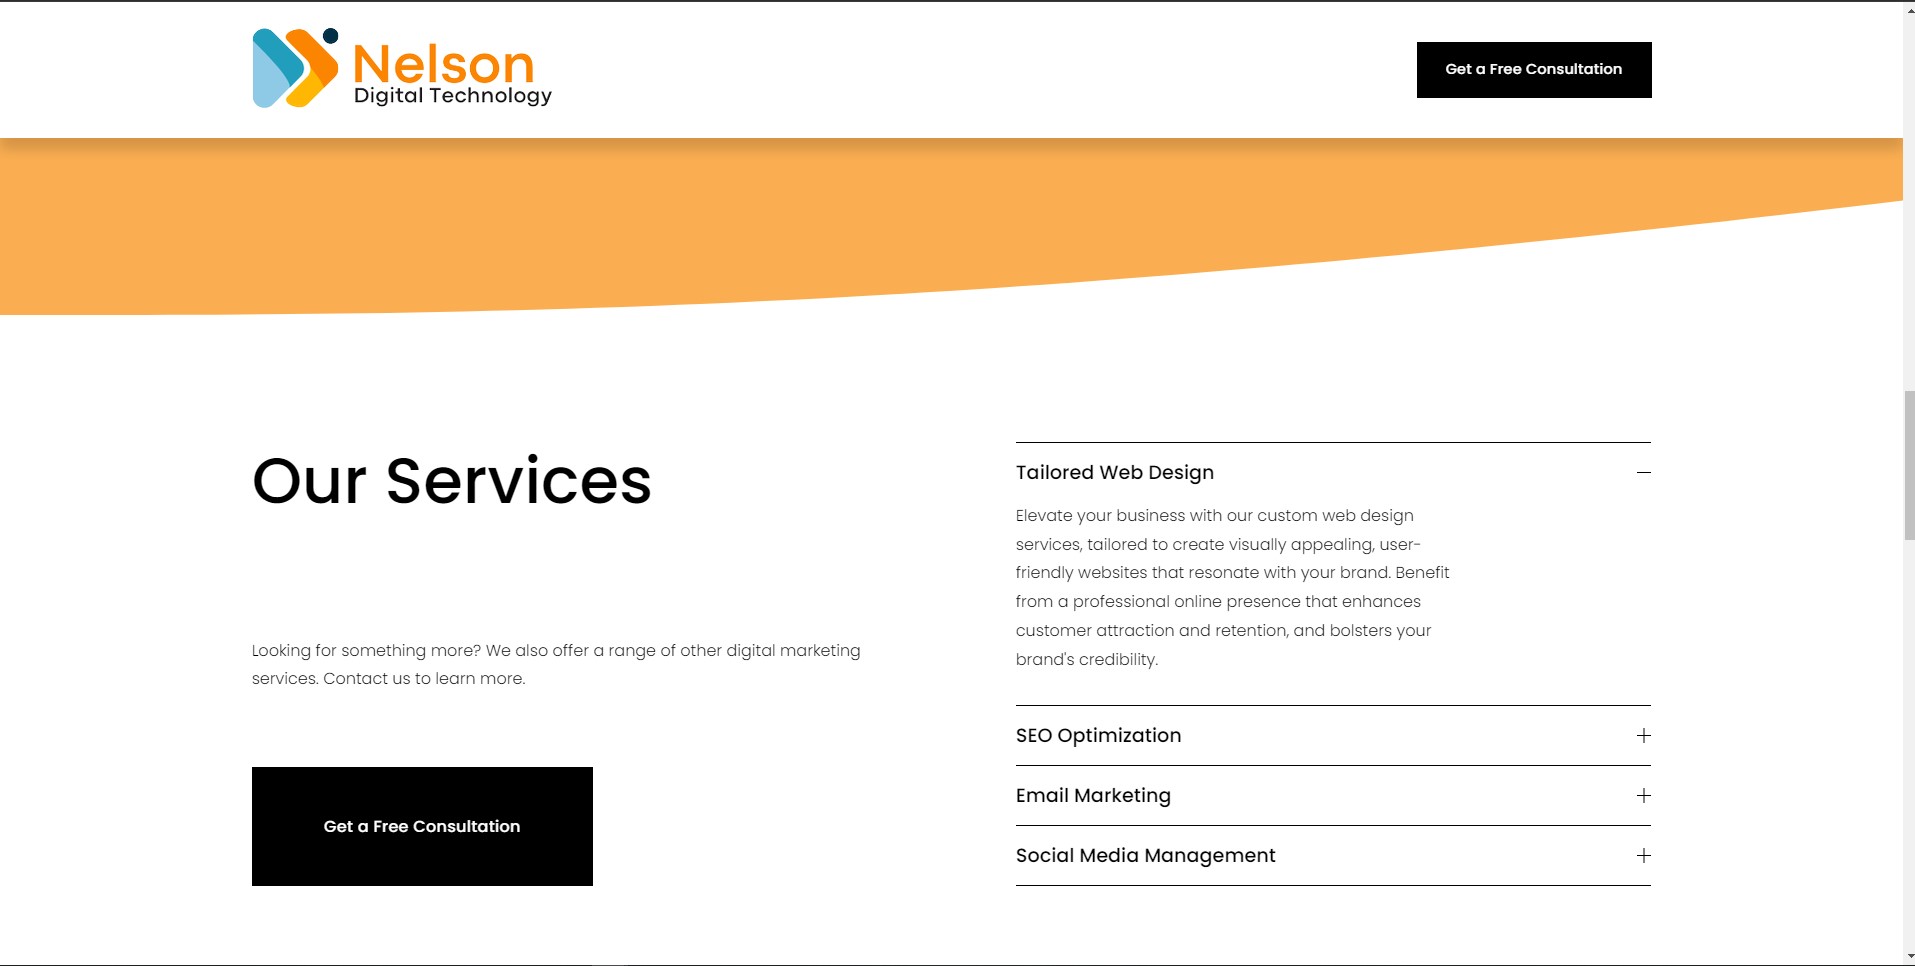 Nelson
Digital Technology
Get a Free Consultation
Our Services
Looking for something more? We also offer a range of other digital marketing
services. Contact us to learn more.
Get a Free Consultation
Tailored Web Design
Elevate your business with our custom web design
services, tailored to create visually appealing, user-
friendly websites that resonate with your brand. Benefit
from a professional online presence that enhances
customer attraction and retention, and bolsters your
brand's credibility.
SEO Optimization
Email Marketing
Social Media Management